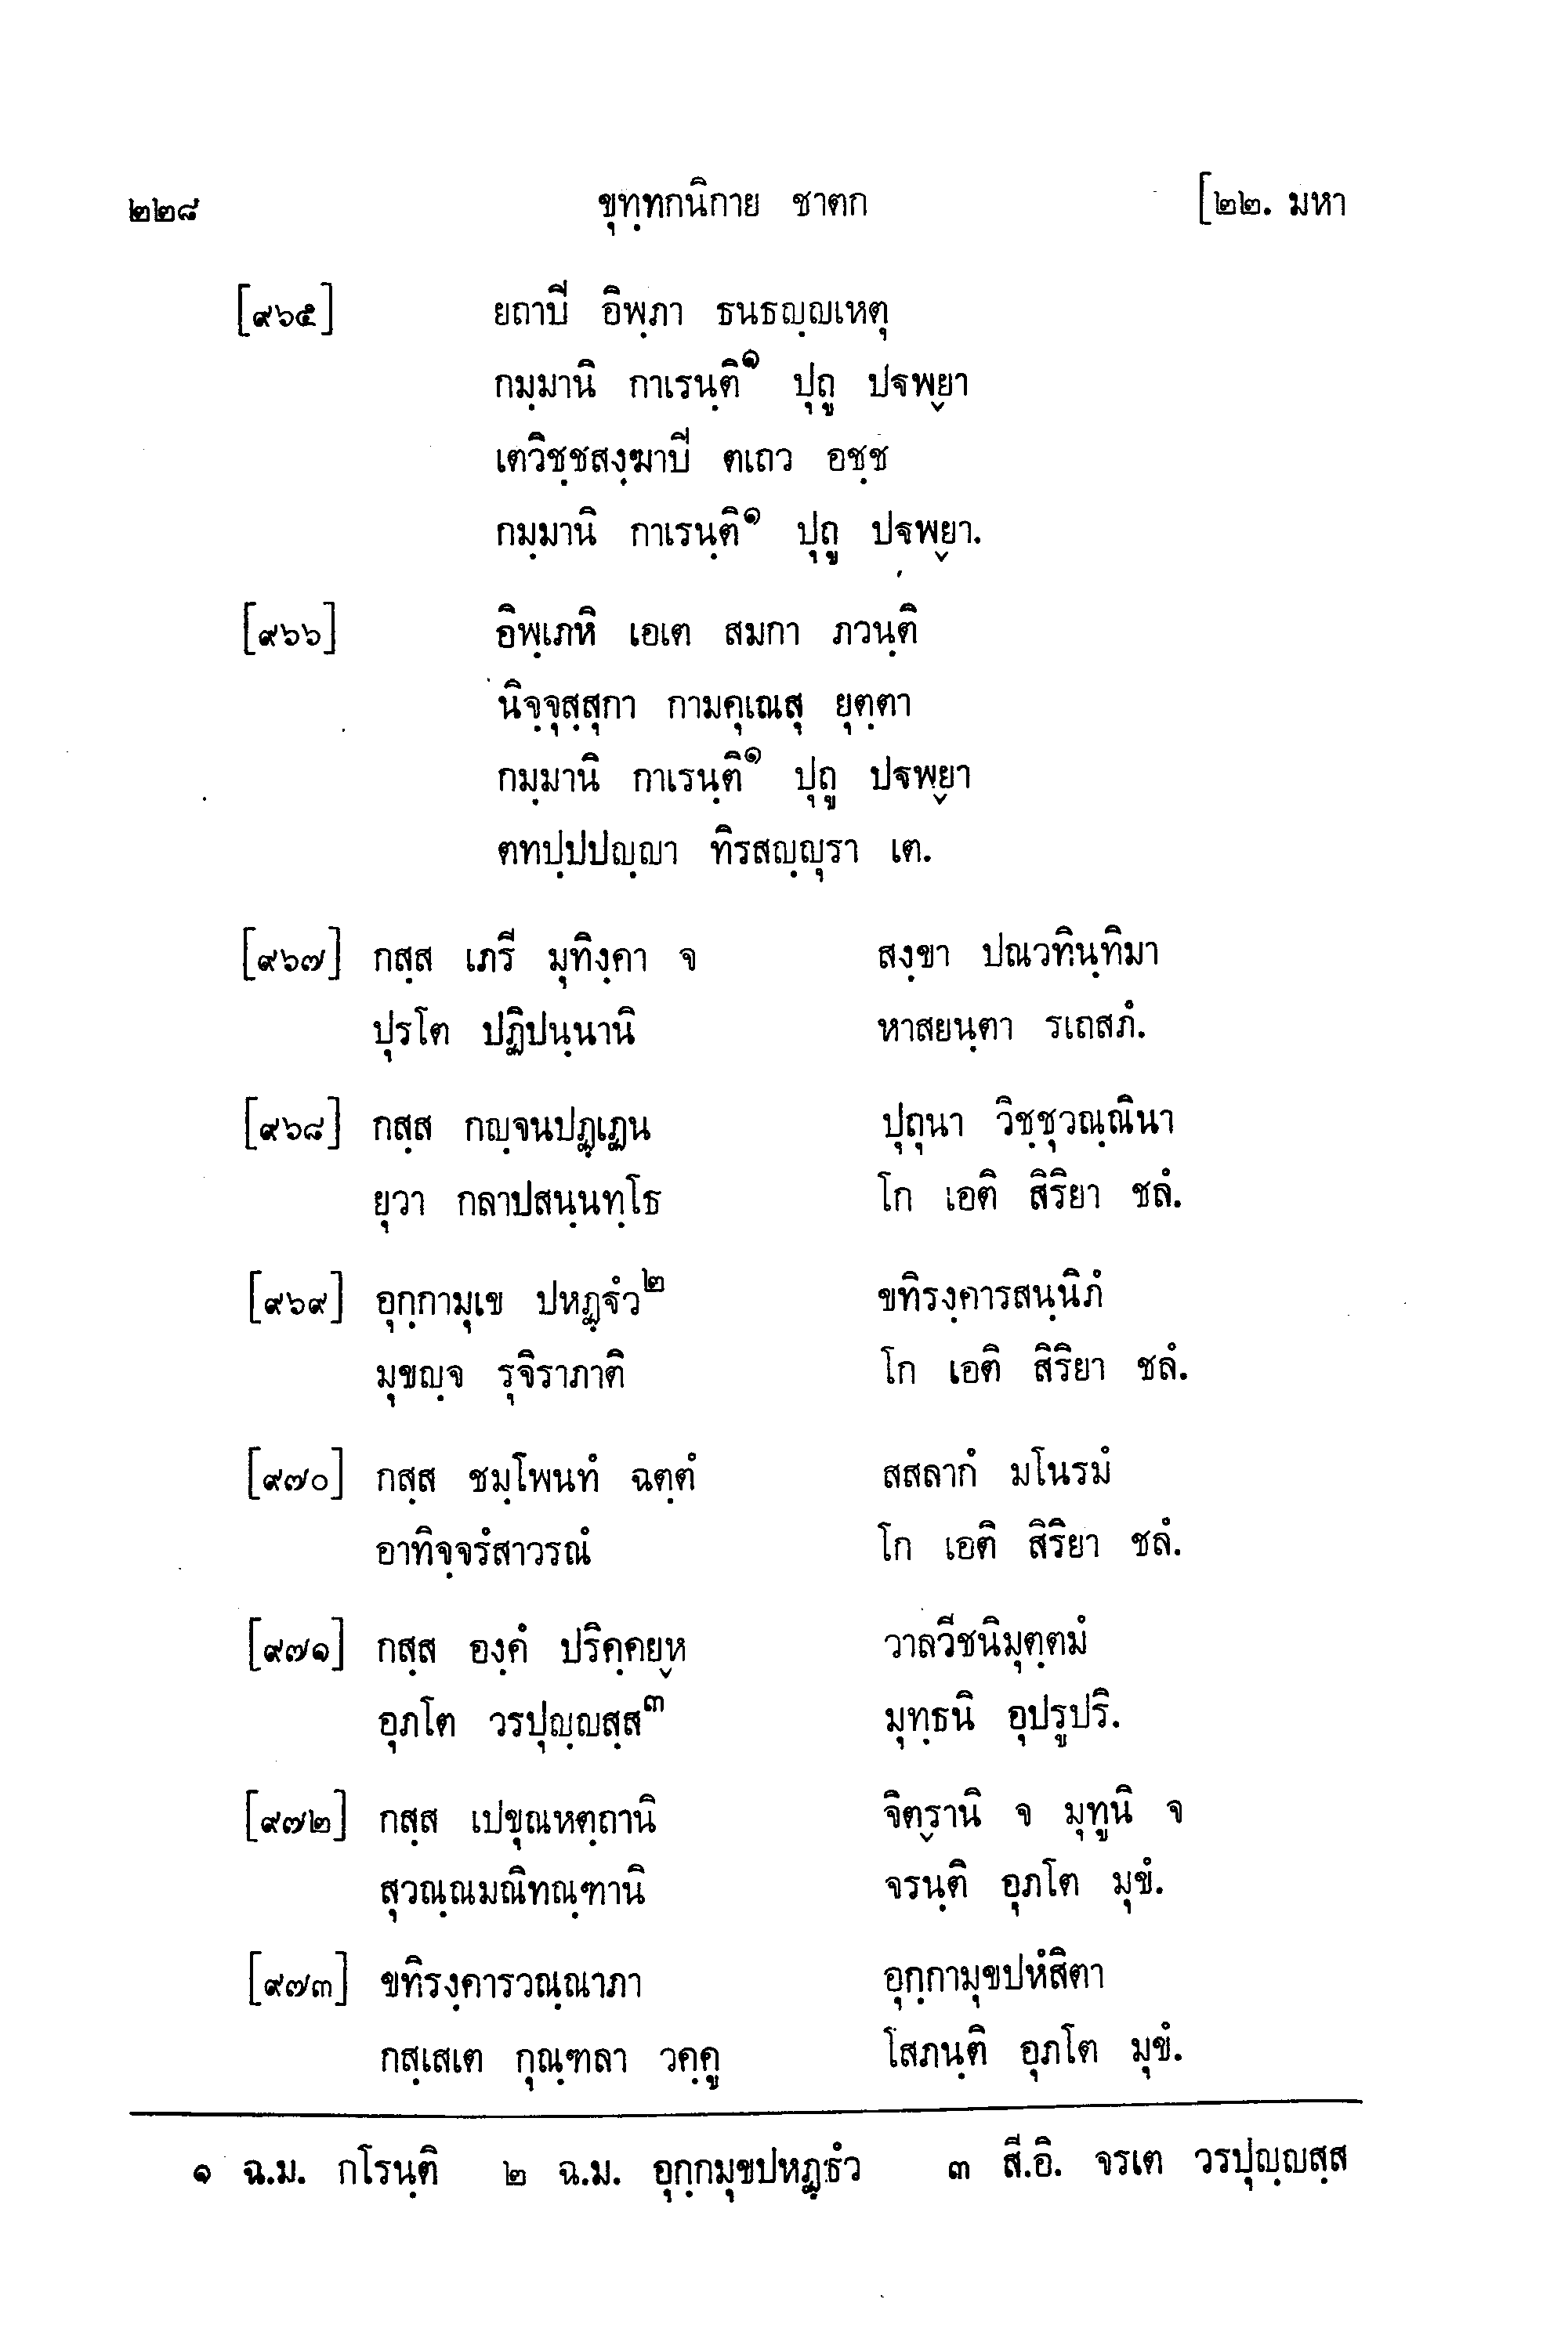 ๒๒๘ ขุทฺทกนิกาย ชาตก [๒๒. มหา
[๙๖๕] ยถาปี อิพฺภา ธนธญฺญเหตุ
กมฺมานิ กาเรนฺติ๑ ปุถู ปฐพฺยา
เตวิชฺชสงฺฆาปี ตเถว อชฺช
กมฺมานิ กาเรนฺติ๑ ปุถู ปฐพฺยา.
[๙๖๖] อิพฺเภหิ เอเต สมกา ภวนฺติ
นิจฺจุสฺสุกา กามคุเณสุ ยุตฺตา
กมฺมานิ กาเรนฺติ๑ ปุถู ปฐพฺยา
ตทปฺปปญฺญา ทิรสญฺญุรา เต.
[๙๖๗] กสฺส เภรี มุทิงฺคา จ สงฺขา ปณวทินฺทิมา
ปุรโต ปฏิปนฺนานิ หาสยนฺตา รเถสภํ.
[๙๖๘] กสฺส กญฺจนปฏฺเฏน ปุถุนา วิชฺชุวณฺณินา
ยุวา กลาปสนฺนทฺโธ โก เอติ สิริยา ชลํ.
[๙๖๙] อุกฺกามุเข ปหฏฺฐํว๒ ขทิรงฺคารสนฺนิภํ
มุขญฺจ รุจิราภาติ โก เอติ สิริยา ชลํ.
[๙๗๐] กสฺส ชมฺโพนทํ ฉตฺตํ สสลากํ มโนรมํ
อาทิจฺจรํสาวรณํ โก เอติ สิริยา ชลํ.
[๙๗๑] กสฺส องฺคํ ปริคฺคยฺห วาลวีชนิมุตฺตมํ
อุภโต วรปุญฺญสฺส๓ มุทฺธนิ อุปรูปริ.
[๙๗๒] กสฺส เปขุณหตฺถานิ จิตฺรานิ จ มุทูนิ จ
สุวณฺณมณิทณฺฑานิ จรนฺติ อุภโต มุขํ.
[๙๗๓] ขทิรงฺคารวณฺณาภา อุกฺกามุขปหํสิตา
กสฺเสเต กุณฺฑลา วคฺคู โสภนฺติ อุภโต มุขํ.
๑ ฉ.ม. กโรนฺติ ๒ ฉ.ม. อุกฺกมุขปหฏฺฐํว ๓ สี.อิ. จรเต วรปุญฺญสฺส